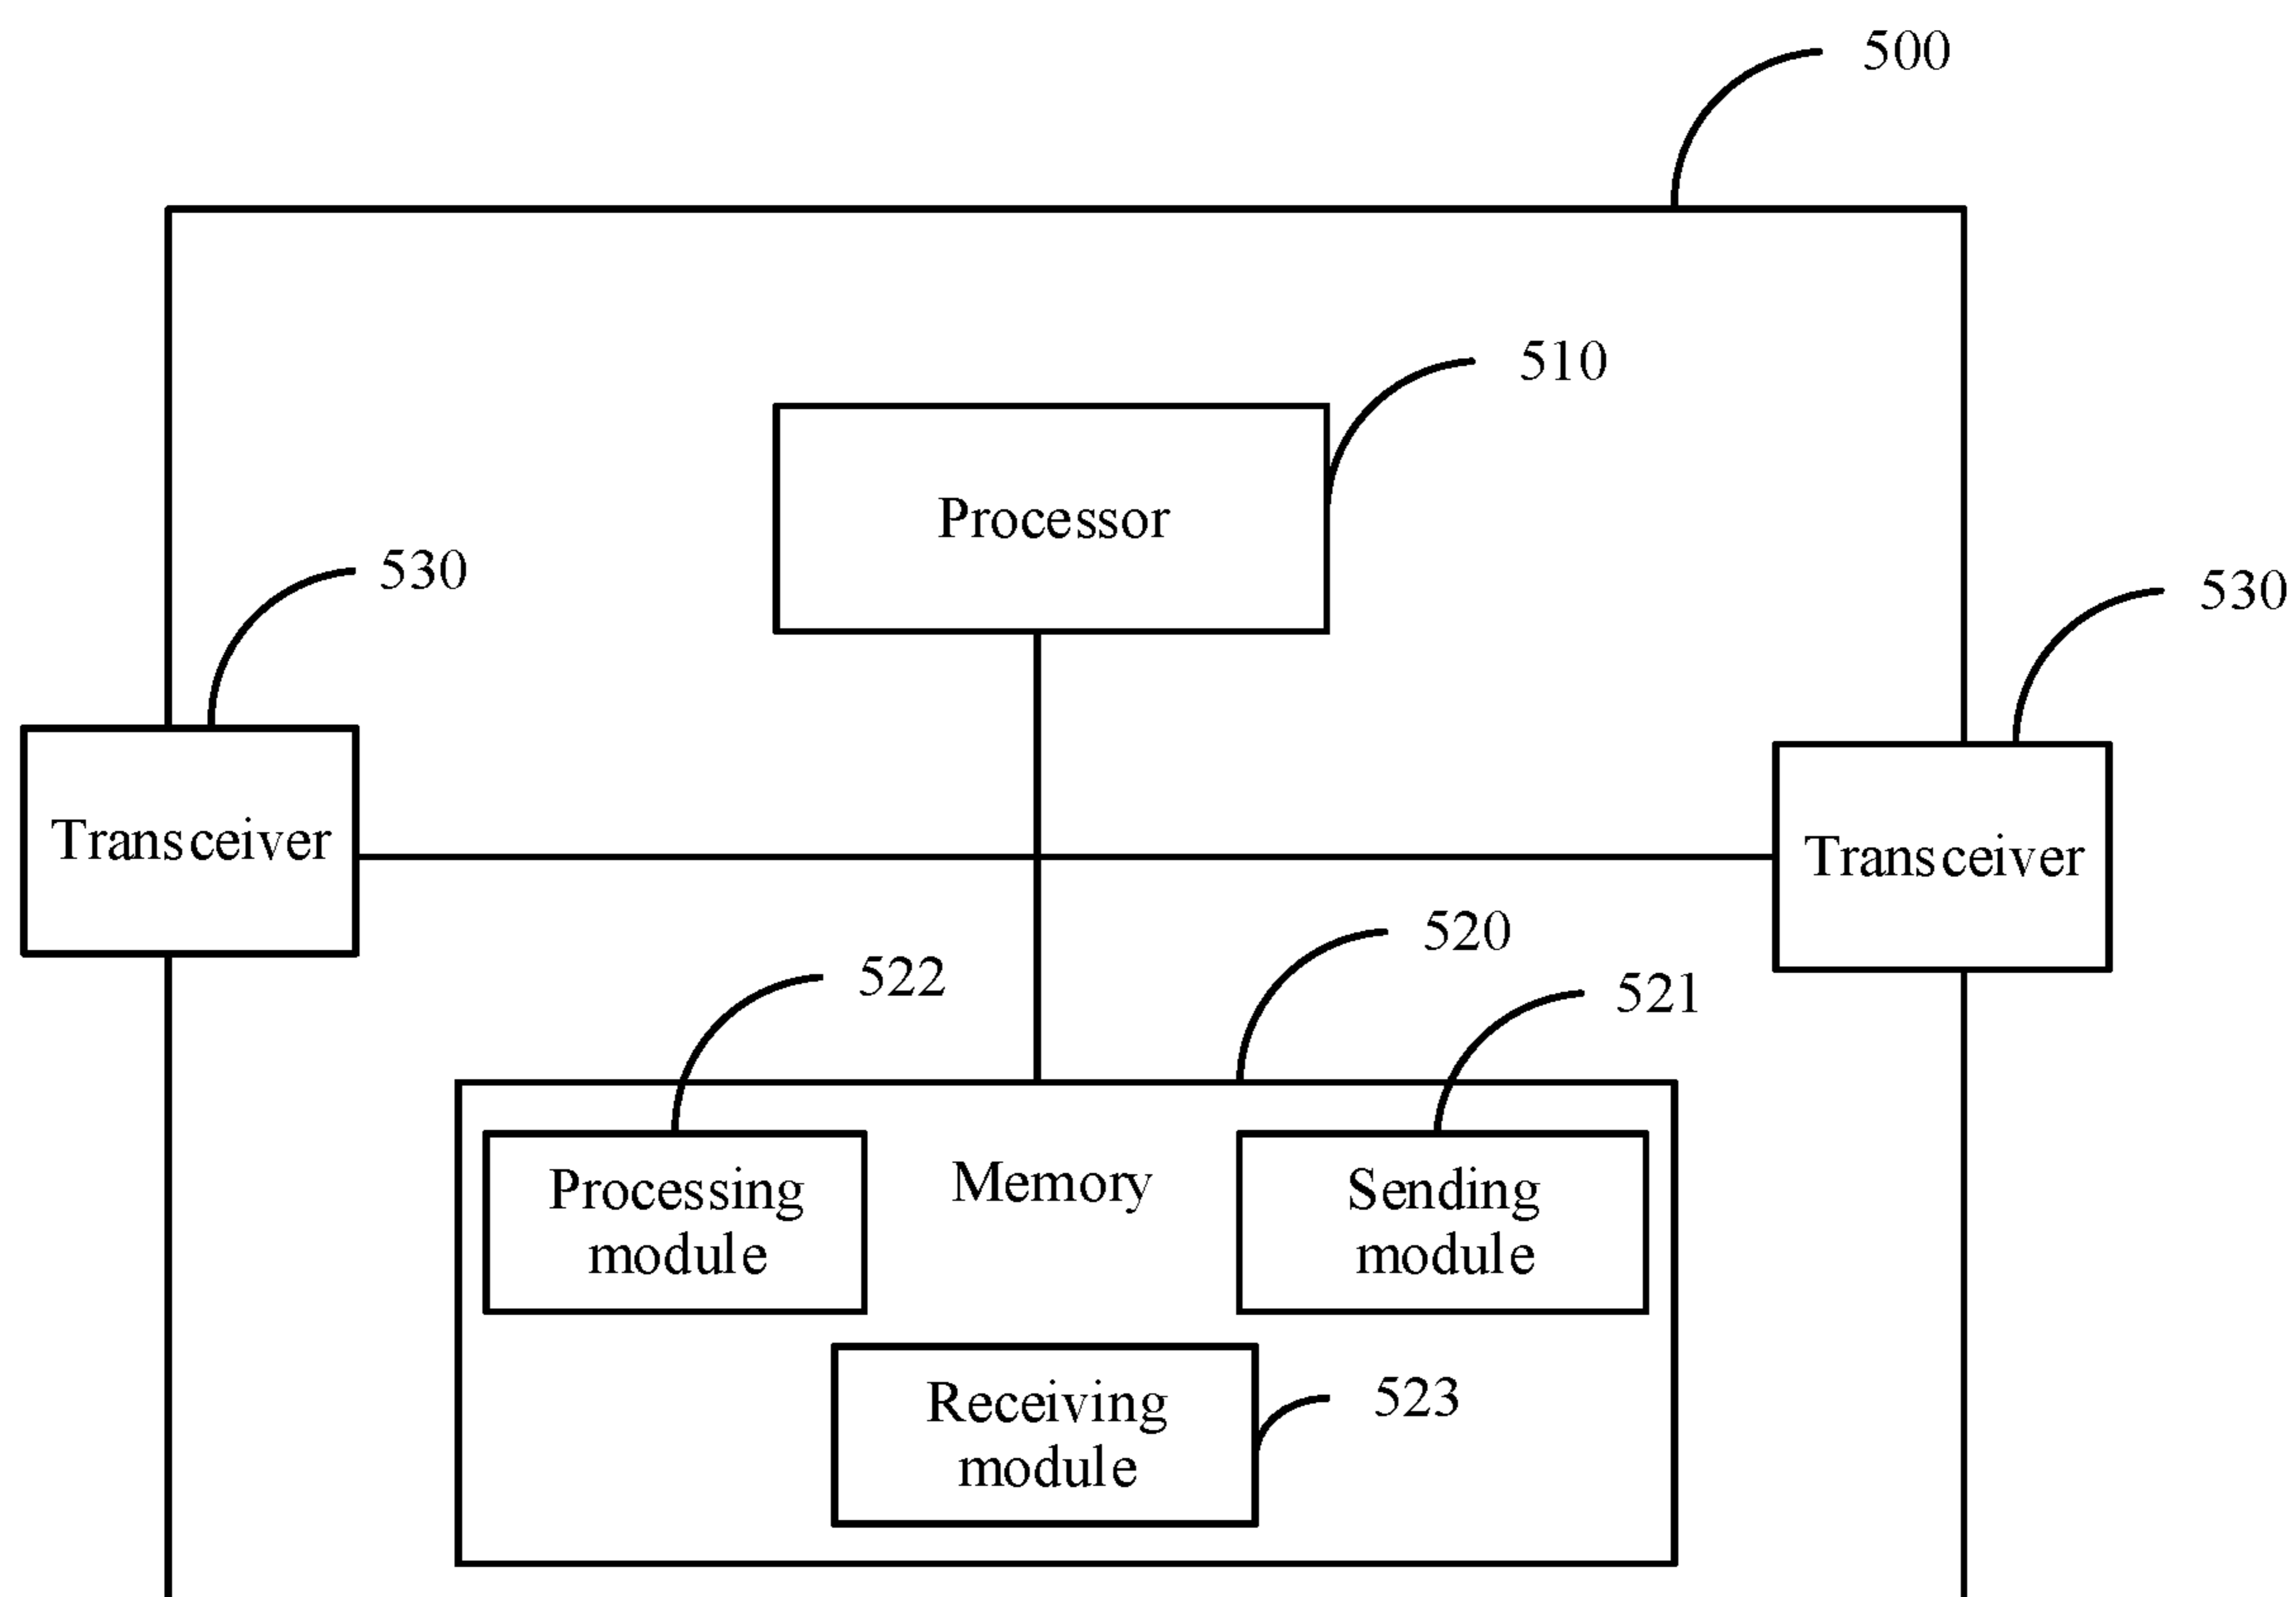 500
510
Processor
530
530
Transceiver
Transceiver
520
522
521
Processing
module
Memory
Sending
module
Receiving
module
523